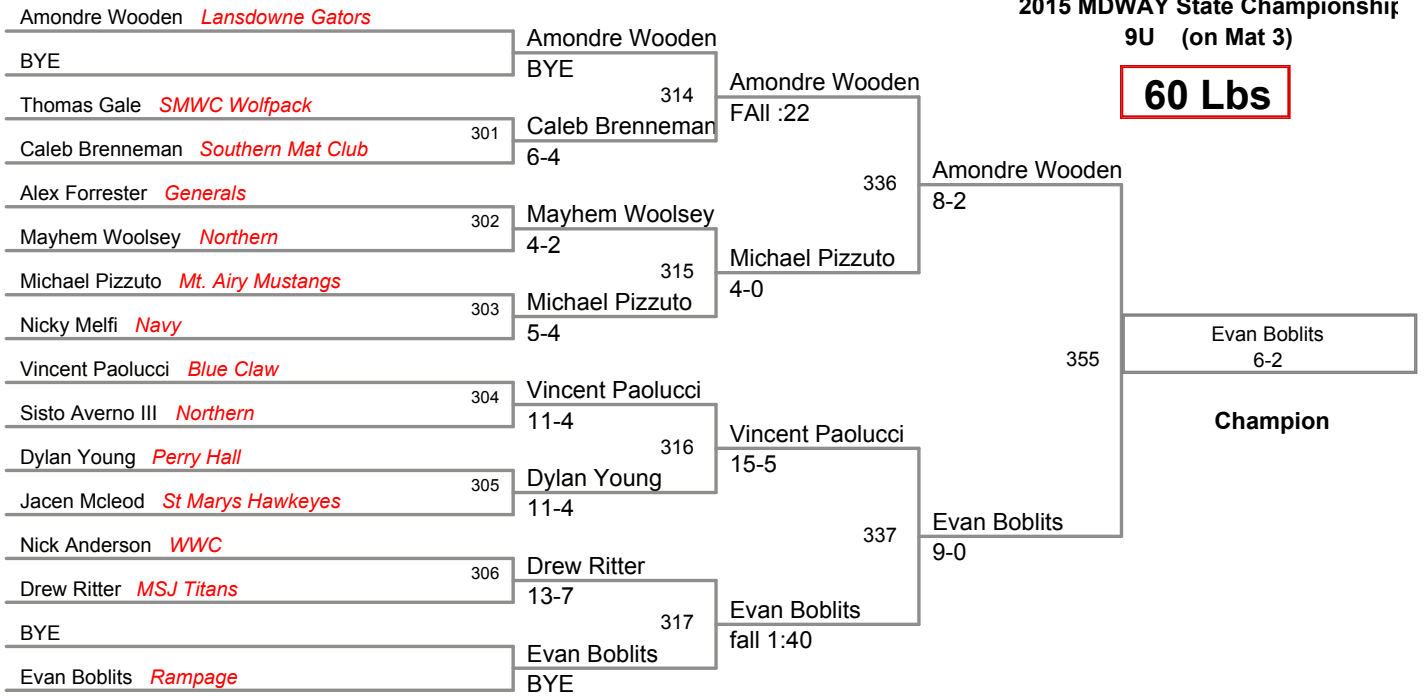 2015 MDWAY State Championship
9U (on Mat 3)
60 Lbs
Amondre Wooden Lansdowne Gators
BYE
Thomas Gale SMWC Wolfpack
Caleb Brenneman Southern Mat Club
Alex Forrester Generals
Mayhem Woolsey Northern
Michael Pizzuto Mt. Airy Mustangs
Nicky Melfi Navy
Vincent Paolucci Blue Claw
Sisto Averno III Northern
Dylan Young Perry Hall
Jacen Mcleod St Marys Hawkeyes
Nick Anderson WWC
Drew Ritter MSJ Titans
BYE
Evan Boblits Rampage
301
302
303
304
305
306
Amondre Wooden
BYE
Caleb Brenneman
6-4
Mayhem Woolsey
4-2
Michael Pizzuto
5-4
Vincent Paolucci
11-4
Dylan Young
11-4
Drew Ritter
13-7
Evan Boblits
BYE
314
315
316
317
Amondre Wooden
FAll :22
Michael Pizzuto
4-0
Vincent Paolucci
15-5
Evan Boblits
fall 1:40
336
337
Amondre Wooden
8-2
Evan Boblits
9-0
355
Evan Boblits
6-2
Champion